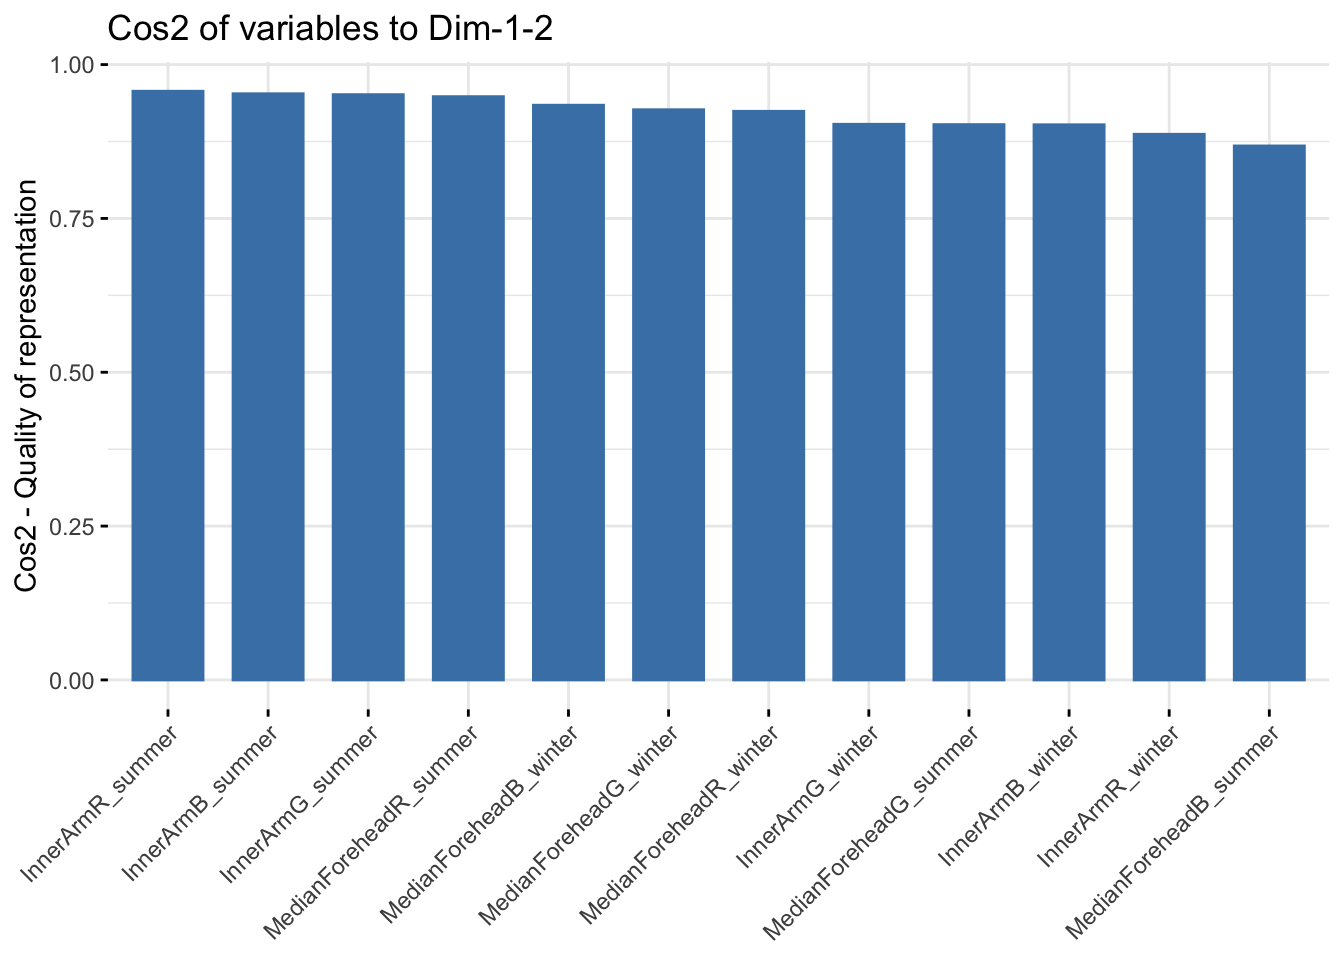 Cos2 of variables to Dim-1-2
Cos2 - Quality of representation
1.00
0.75
0.50
0.25
0.00
InnerArmR_summer
InnerArmB_summer
InnerArmG_summer
MedianForeheadR_summer
MedianForeheadB_winter
MedianForeheadG_winter
MedianForeheadR_winter
InnerArmG_winter
MedianForeheadG_summer
InnerArmB_winter
InnerArmR_winter
MedianForeheadB_summer